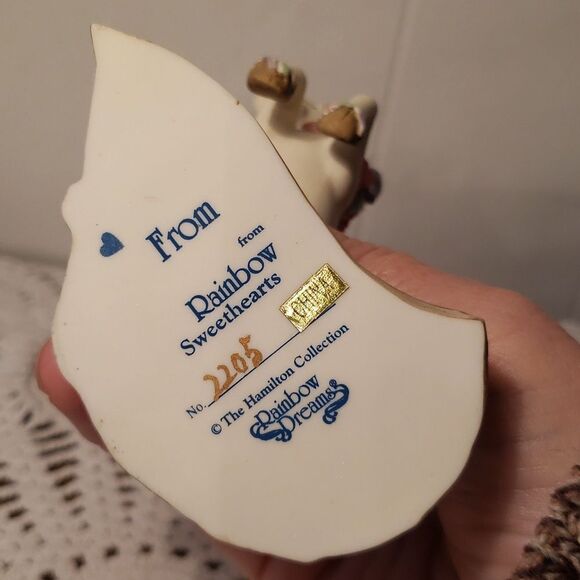 From
from
Rainbow
Sweethearts
CHINA
No. 2205
© The Hamilton Collection
Rainbow
Dreams®